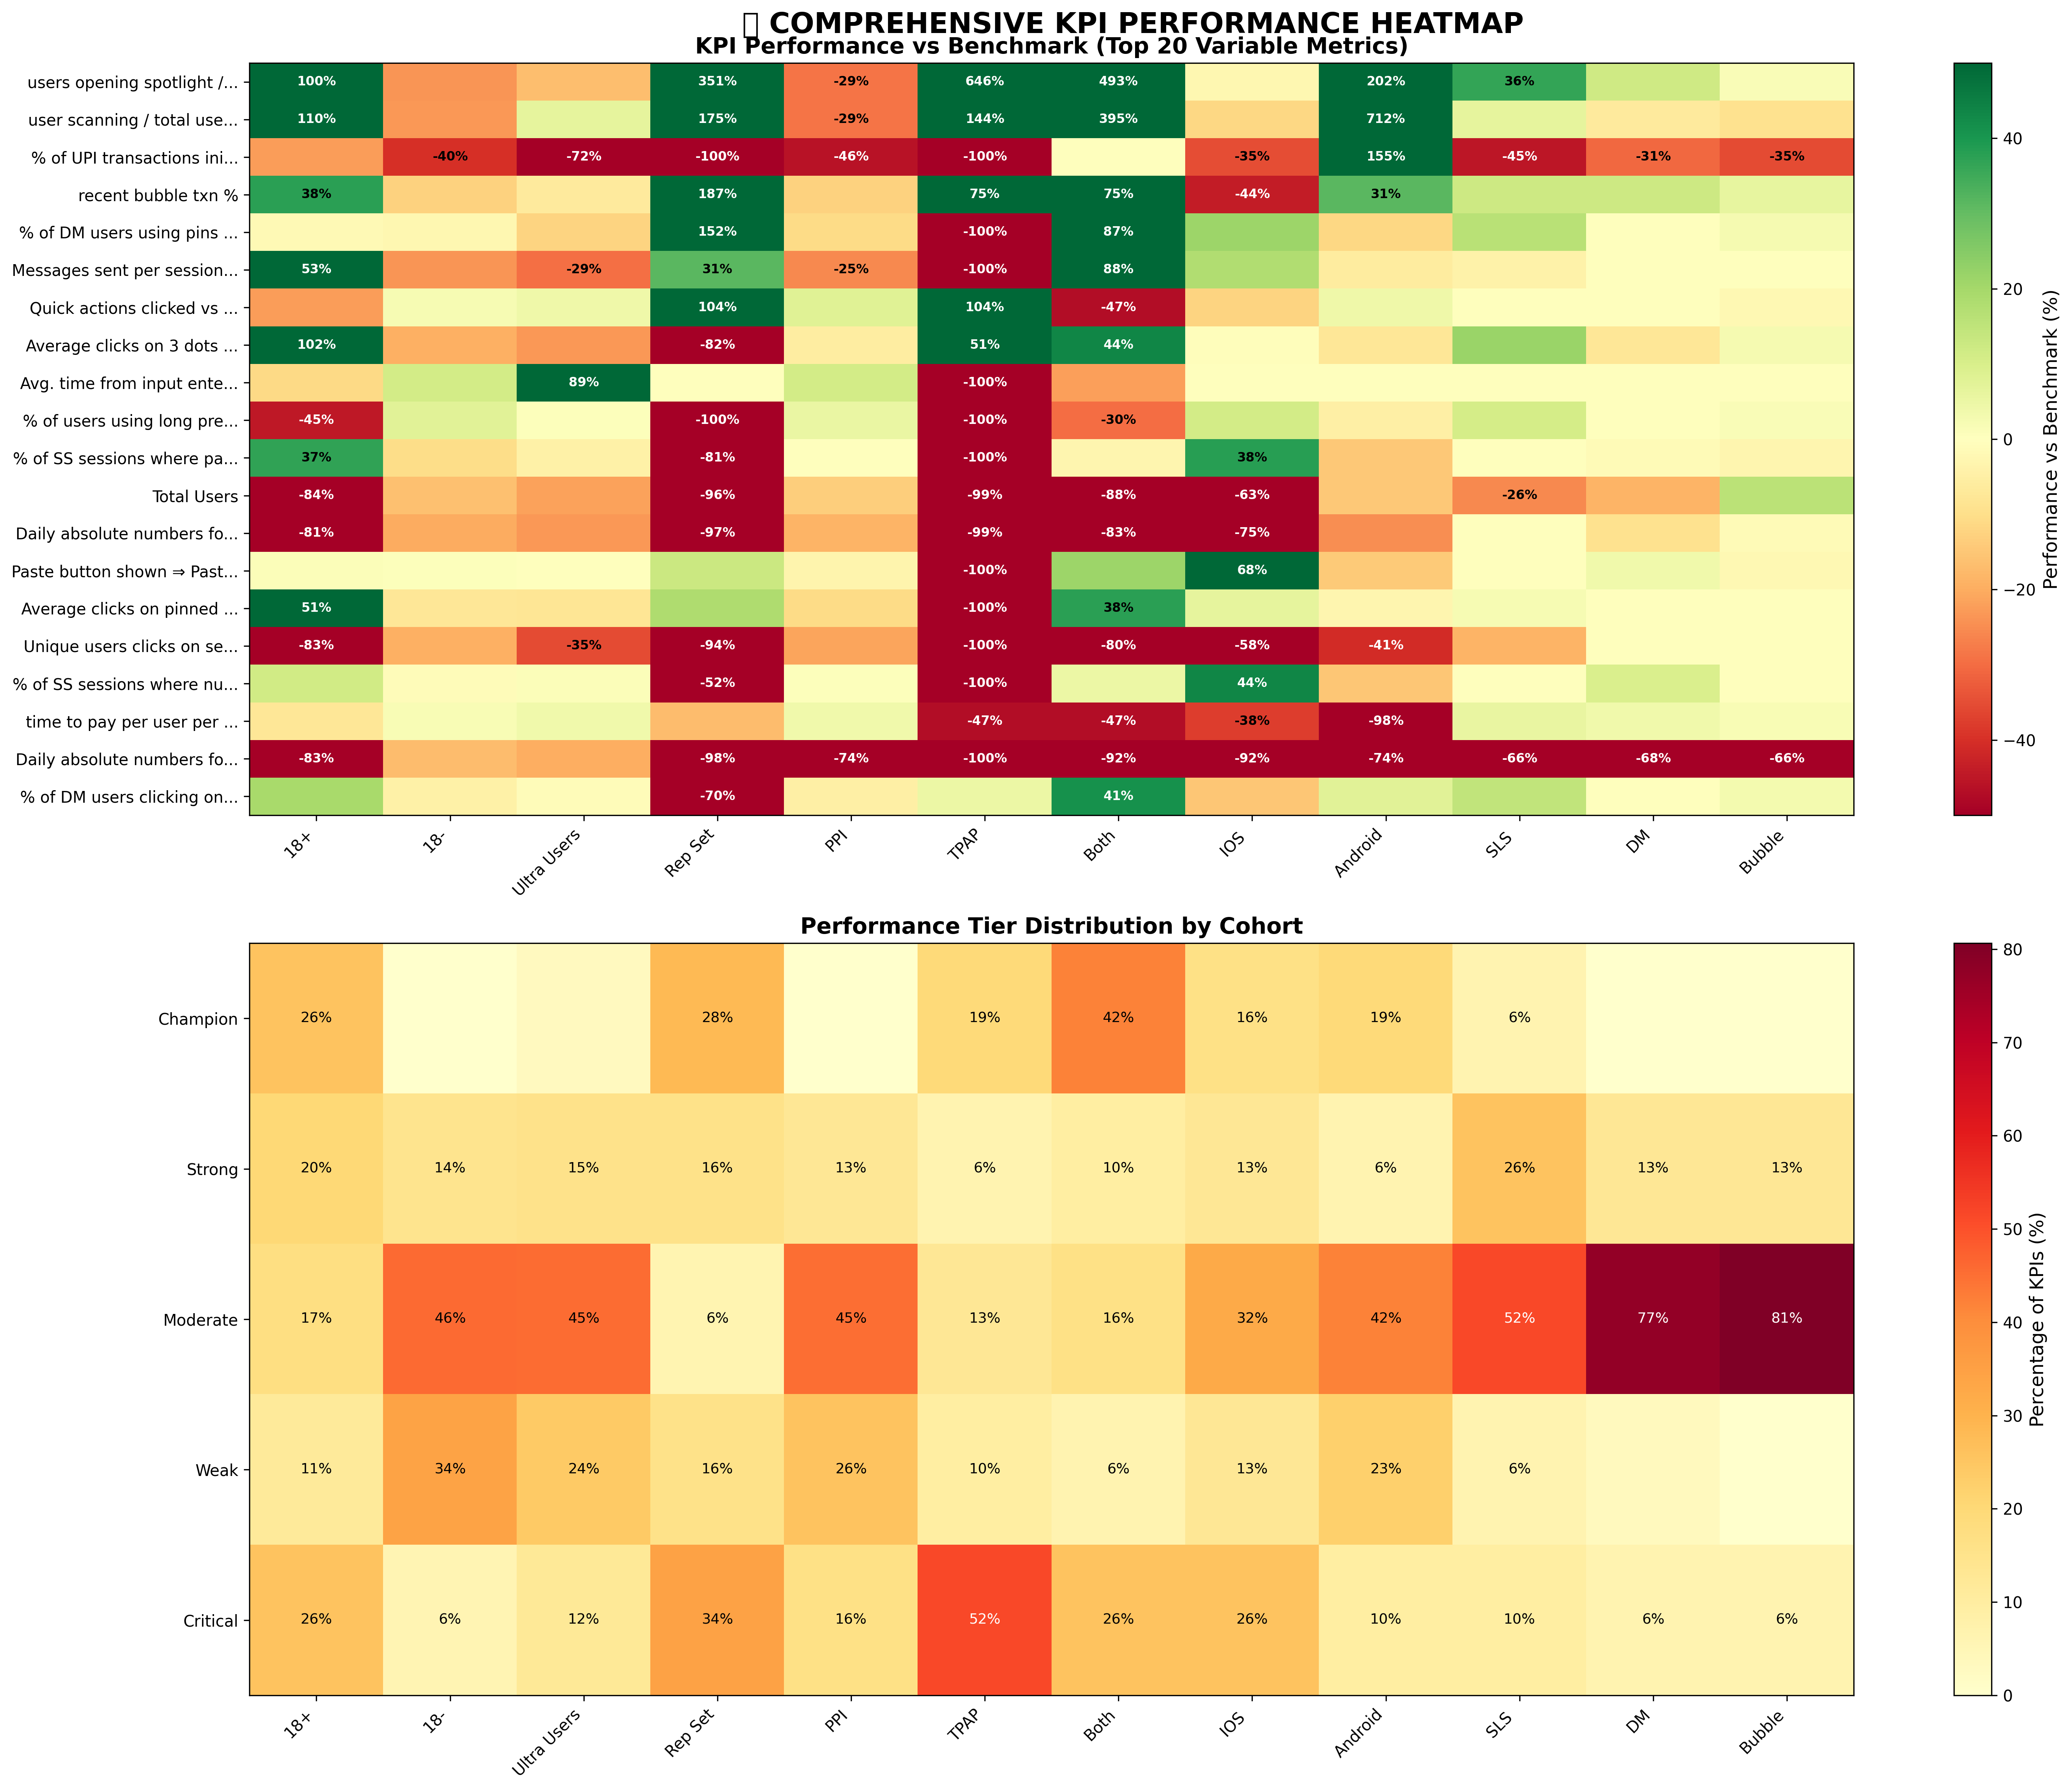 ▯ COMPREHENSIVE KPI PERFORMANCE HEATMAP
KPI Performance vs Benchmark (Top 20 Variable Metrics)
users opening spotlight /... 100% 351% -29% 646% 493% 202% 36%
user scanning / total use... 110% 175% -29% 144% 395% 712%
% of UPI transactions ini... -40% -72% -100% -46% -100% -35% 155% -45% -31% -35%
recent bubble txn % 38% 187% 75% 75% -44% 31%
% of DM users using pins ... 152% -100% 87%
Messages sent per session... 53% -29% 31% -25% -100% 88%
Quick actions clicked vs ... 104% 104% -47%
Average clicks on 3 dots ... 102% -82% 51% 44%
Avg. time from input ente... 89% -100%
% of users using long pre... -45% -100% -100% -30%
% of SS sessions where pa... 37% -81% -100% 38%
Total Users -84% -96% -99% -88% -63% -26%
Daily absolute numbers fo... -81% -97% -99% -83% -75%
Paste button shown ⇒ Past... -100% 68%
Average clicks on pinned ... 51% -100% 38%
Unique users clicks on se... -83% -35% -94% -100% -80% -58% -41%
% of SS sessions where nu... -52% -100% 44%
time to pay per user per ... -47% -47% -38% -98%
Daily absolute numbers fo... -83% -98% -74% -100% -92% -92% -74% -66% -68% -66%
% of DM users clicking on... -70% 41%
18+ 18- Ultra Users Rep Set PPI TPAP Both IOS Android SLS DM Bubble
40
20
0
−20
−40
Performance vs Benchmark (%)
Performance Tier Distribution by Cohort
Champion 26% 28% 19% 42% 16% 19% 6%
Strong 20% 14% 15% 16% 13% 6% 10% 13% 6% 26% 13% 13%
Moderate 17% 46% 45% 6% 45% 13% 16% 32% 42% 52% 77% 81%
Weak 11% 34% 24% 16% 26% 10% 6% 13% 23% 6%
Critical 26% 6% 12% 34% 16% 52% 26% 26% 10% 10% 6% 6%
18+ 18- Ultra Users Rep Set PPI TPAP Both IOS Android SLS DM Bubble
80
70
60
50
40
30
20
10
0
Percentage of KPIs (%)